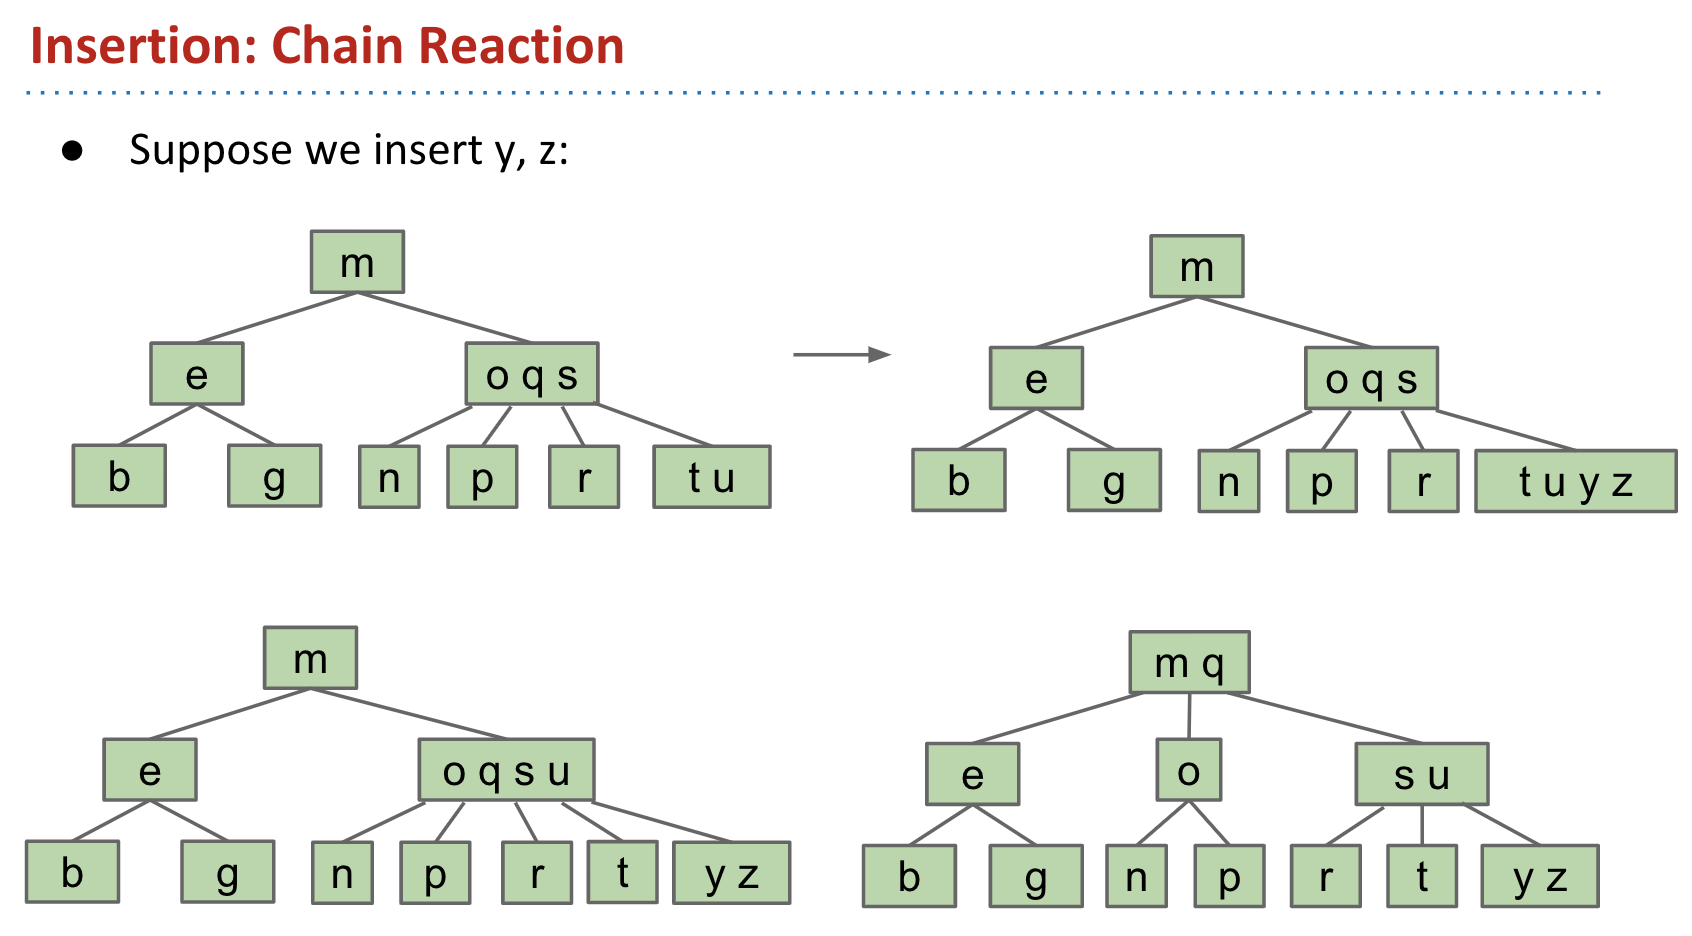 Insertion: Chain Reaction
● Suppose we insert y, z:
m
e
o q s
b
g
n
p
r
t u
m
e
o q s
b
g
n
p
r
t u y z
m
e
o q s u
b
g
n
p
r
t
y z
m q
e
o
s u
b
g
n
p
r
t
y z